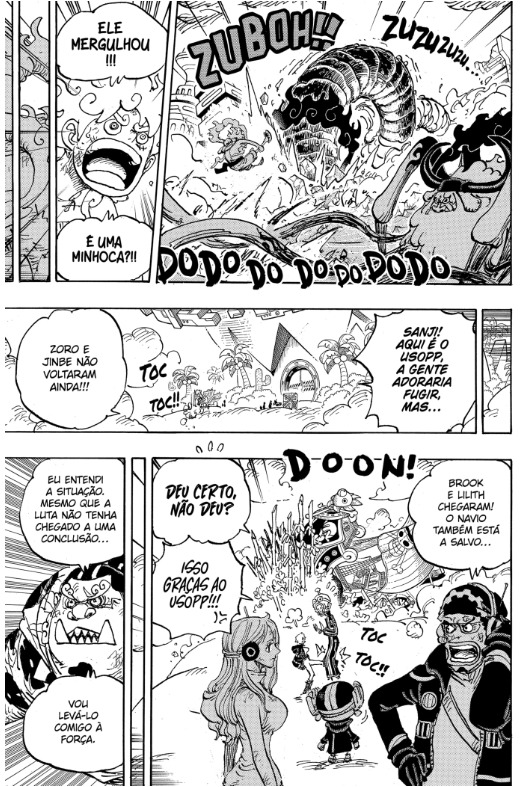 ELE
MERGULHOU
!!!
ZUBOH!!
ZUZUZUZU...
É UMA
MINHOCA?!!
DODO DO DO DO DODO
SANJI!
AQUI É O
USOPP,
A GENTE
ADORARIA
FUGIR,
MAS...
ZORO E
JINBE NÃO
VOLTARAM
AINDA!!!
TOC
TOC!!
BROOK
E LILITH
CHEGARAM!
O NAVIO
TAMBÉM ESTÁ
A SALVO...
DOON!
DEU CERTO,
NÃO DEU?
ISSO
GRAÇAS AO
USOPP!!!
TOC
TOC!!
EU ENTENDI
A SITUAÇÃO.
MESMO QUE A
LUTA NÃO TENHA
CHEGADO A UMA
CONCLUSÃO...
VOU
LEVÁ-LO
COMIGO À
FORÇA.